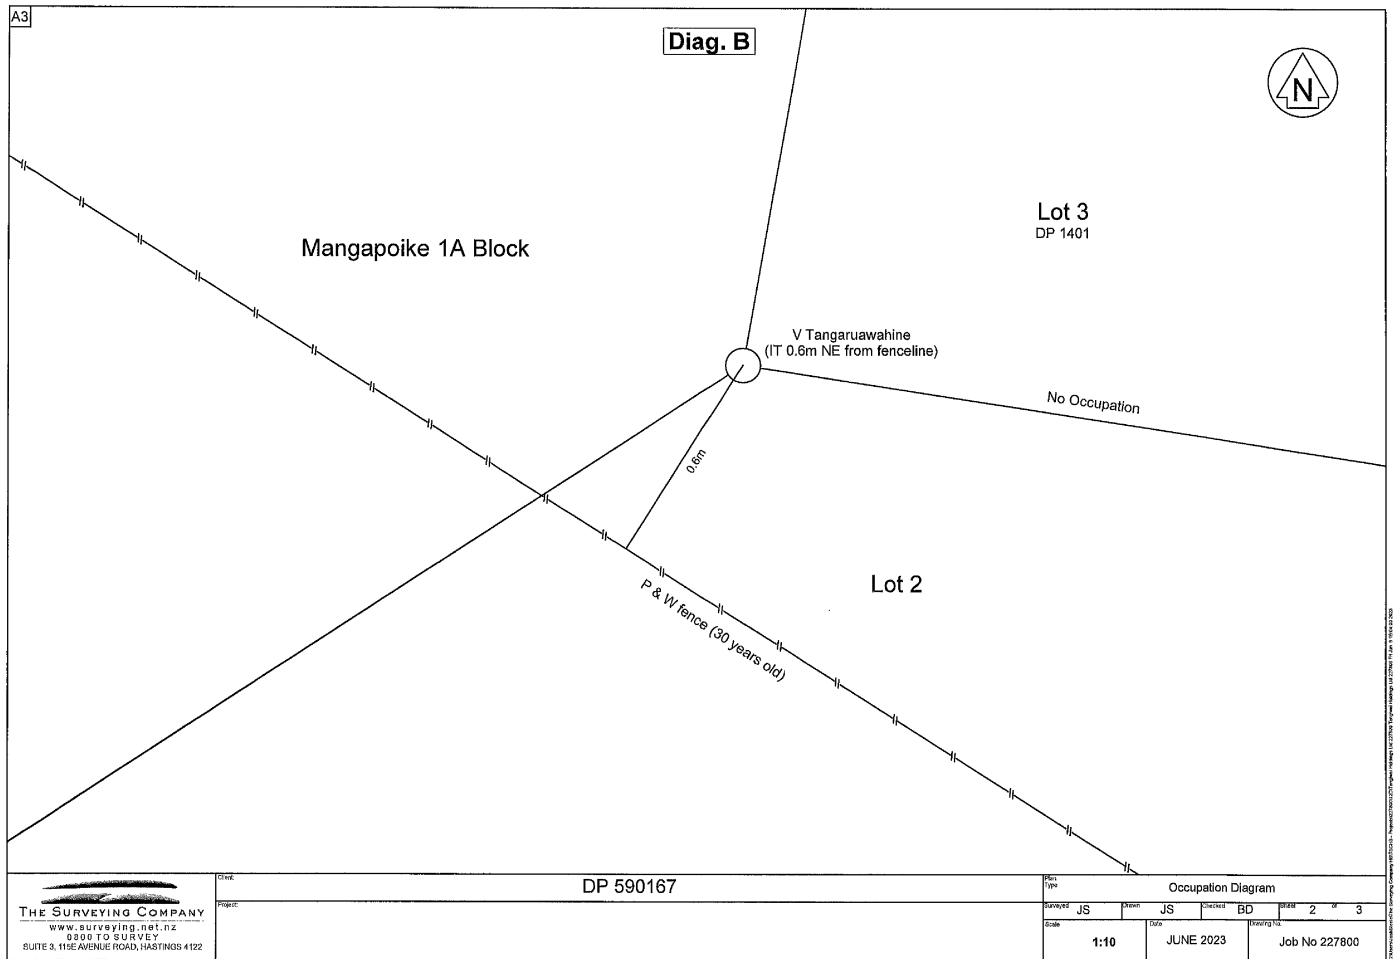 A3
Diag. B
N
Lot 3
DP 1401
Mangapoike 1A Block
V Tangaruawahine
(IT 0.6m NE from fenceline)
No Occupation
0.6m
Lot 2
P & W fence (30 years old)
THE SURVEYING COMPANY
www.surveying.net.nz
0800 TO SURVEY
SUITE 3, 115E AVENUE ROAD, HASTINGS 4122
Client:
DP 590167
Project:
Plan Type
Occupation Diagram
Surveyed JS Drawn JS Checked BD Sheet 2 of 3
Scale 1:10
Date JUNE 2023
Drawing No. Job No 227800